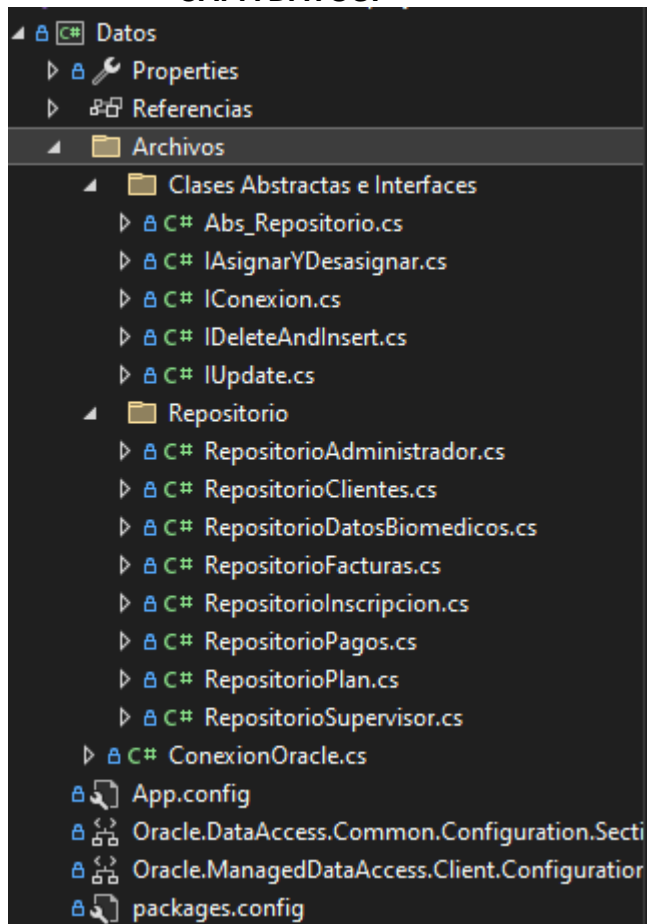 C# Datos
Properties
Referencias
Archivos
Clases Abstractas e Interfaces
C# Abs_Repositorio.cs
C# IAsignarYDesasignar.cs
C# IConexion.cs
C# IDeleteAndInsert.cs
C# IUpdate.cs
Repositorio
C# RepositorioAdministrador.cs
C# RepositorioClientes.cs
C# RepositorioDatosBiomedicos.cs
C# RepositorioFacturas.cs
C# RepositorioInscripcion.cs
C# RepositorioPagos.cs
C# RepositorioPlan.cs
C# RepositorioSupervisor.cs
C# ConexionOracle.cs
App.config
Oracle.DataAccess.Common.Configuration.Secti
Oracle.ManagedDataAccess.Client.Configuration
packages.config